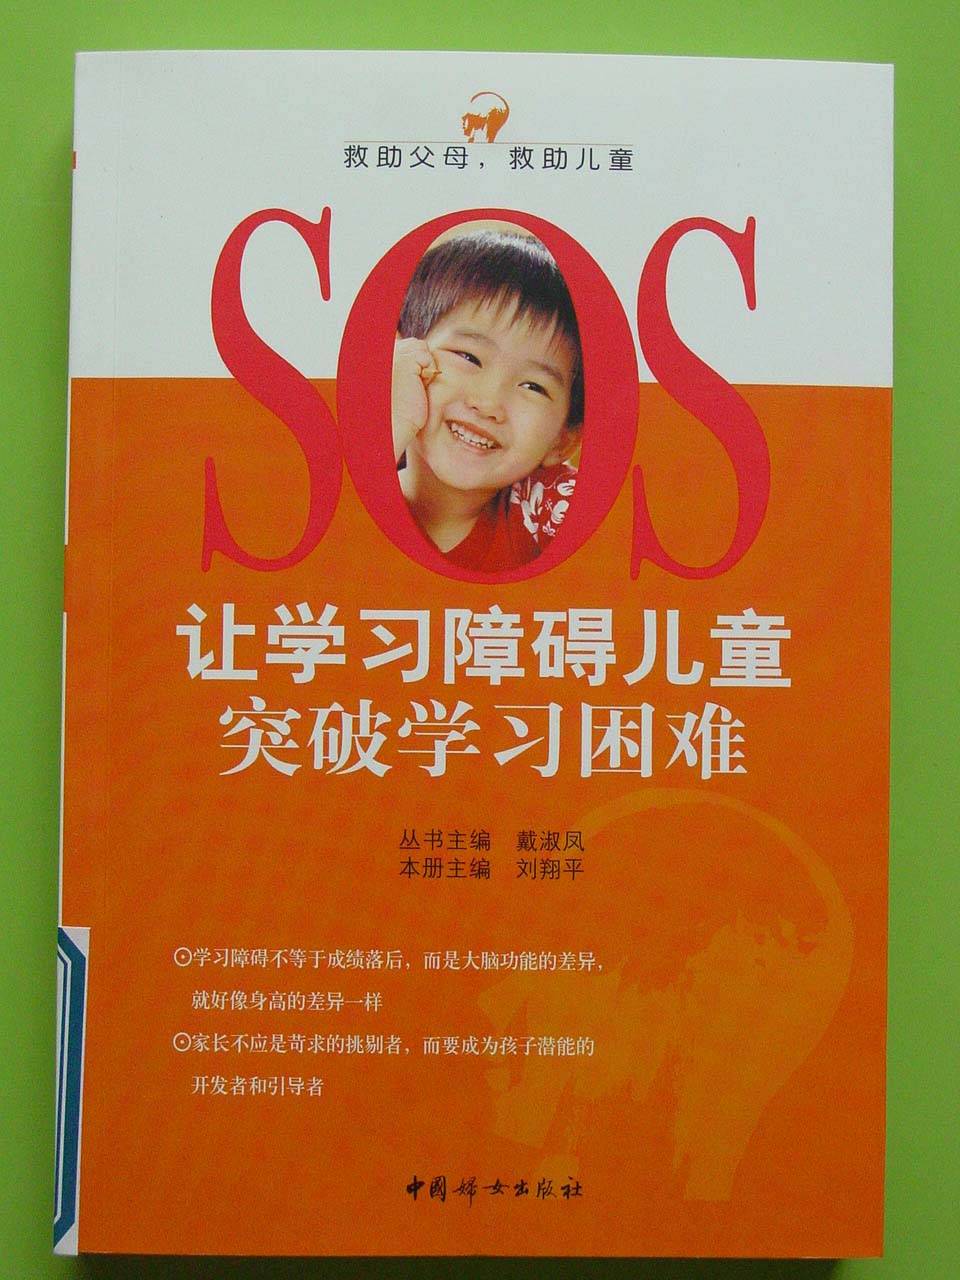 救助父母，救助儿童
SOS
让学习障碍儿童
突破学习困难
丛书主编 戴淑凤
本册主编 刘翔平
⊙学习障碍不等于成绩落后，而是大脑功能的差异，
就好像身高的差异一样
⊙家长不应是苛求的挑剔者，而要成为孩子潜能的
开发者和引导者
中國婦女出版社